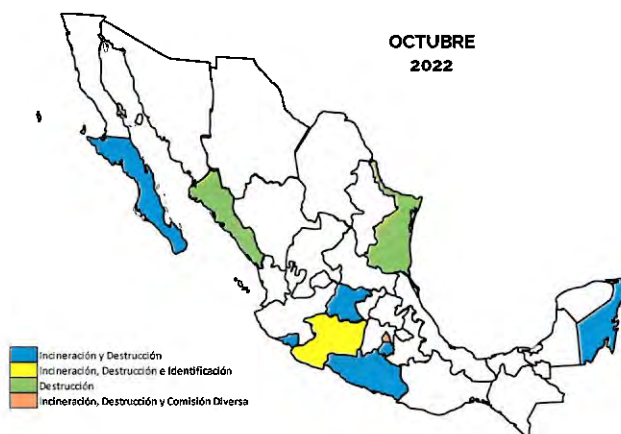 OCTUBRE
2022
Incineración y Destrucción
Incineración, Destrucción e Identificación
Destrucción
Incineración, Destrucción y Comisión Diversa